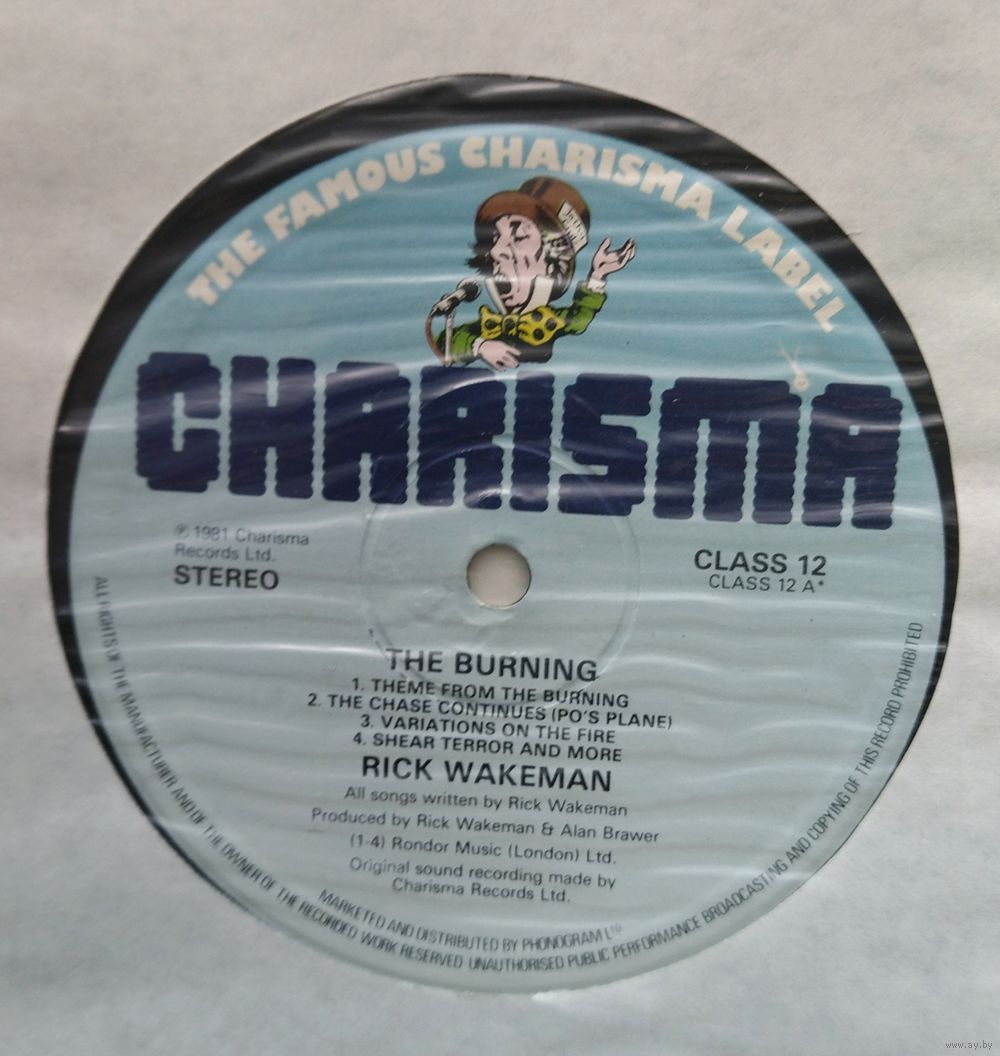 THE FAMOUS CHARISMA LABEL
CHARISMA
℗ 1981 Charisma
Records Ltd.
STEREO
CLASS 12
CLASS 12 A*
THE BURNING
1. THEME FROM THE BURNING
2. THE CHASE CONTINUES (PO'S PLANE)
3. VARIATIONS ON THE FIRE
4. SHEAR TERROR AND MORE
RICK WAKEMAN
All songs written by Rick Wakeman
Produced by Rick Wakeman & Alan Brawer
(1-4) Rondor Music (London) Ltd.
Original sound recording made by
Charisma Records Ltd.
MARKETED AND DISTRIBUTED BY PHONOGRAM LTD
ALL RIGHTS OF THE MANUFACTURER AND OF THE OWNER OF THE RECORDED WORK RESERVED UNAUTHORISED PUBLIC PERFORMANCE BROADCASTING AND COPYING OF THIS RECORD PROHIBITED
www.ay.by